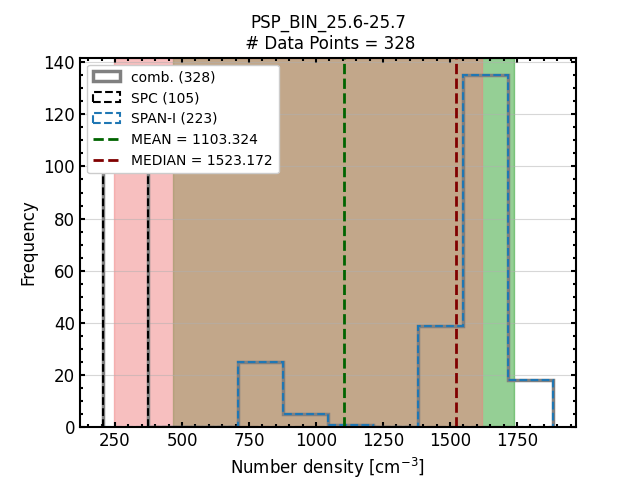 PSP_BIN_25.6-25.7
# Data Points = 328
comb. (328)
SPC (105)
SPAN-I (223)
MEAN = 1103.324
MEDIAN = 1523.172
140
120
100
80
60
40
20
0
Frequency
250 500 750 1000 1250 1500 1750
Number density [cm⁻³]